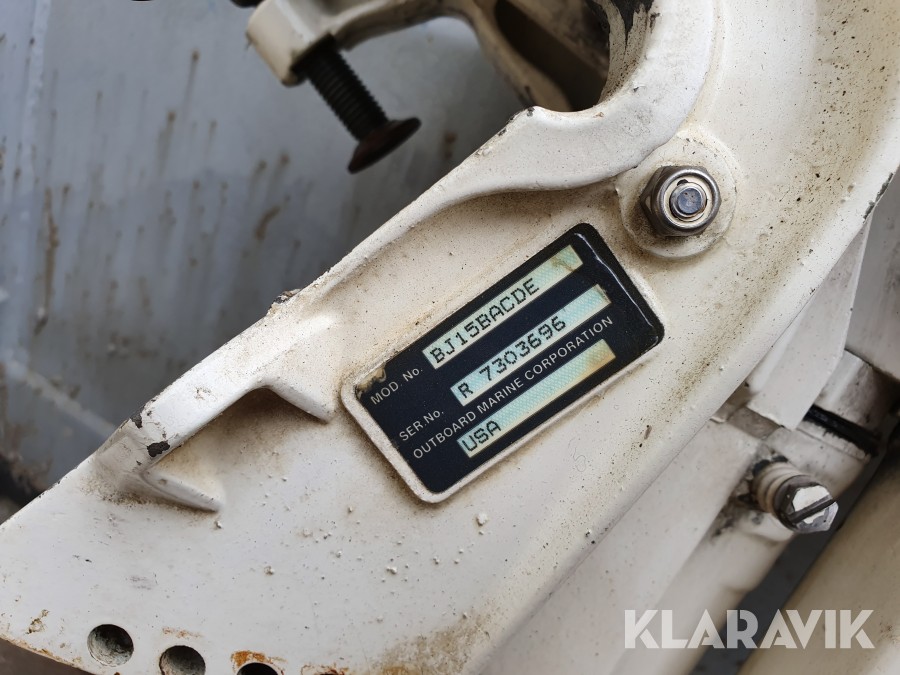 MOD. No. BJ15BACDE
SER. No. R 7303696
OUTBOARD MARINE CORPORATION
USA
KLARAVIK